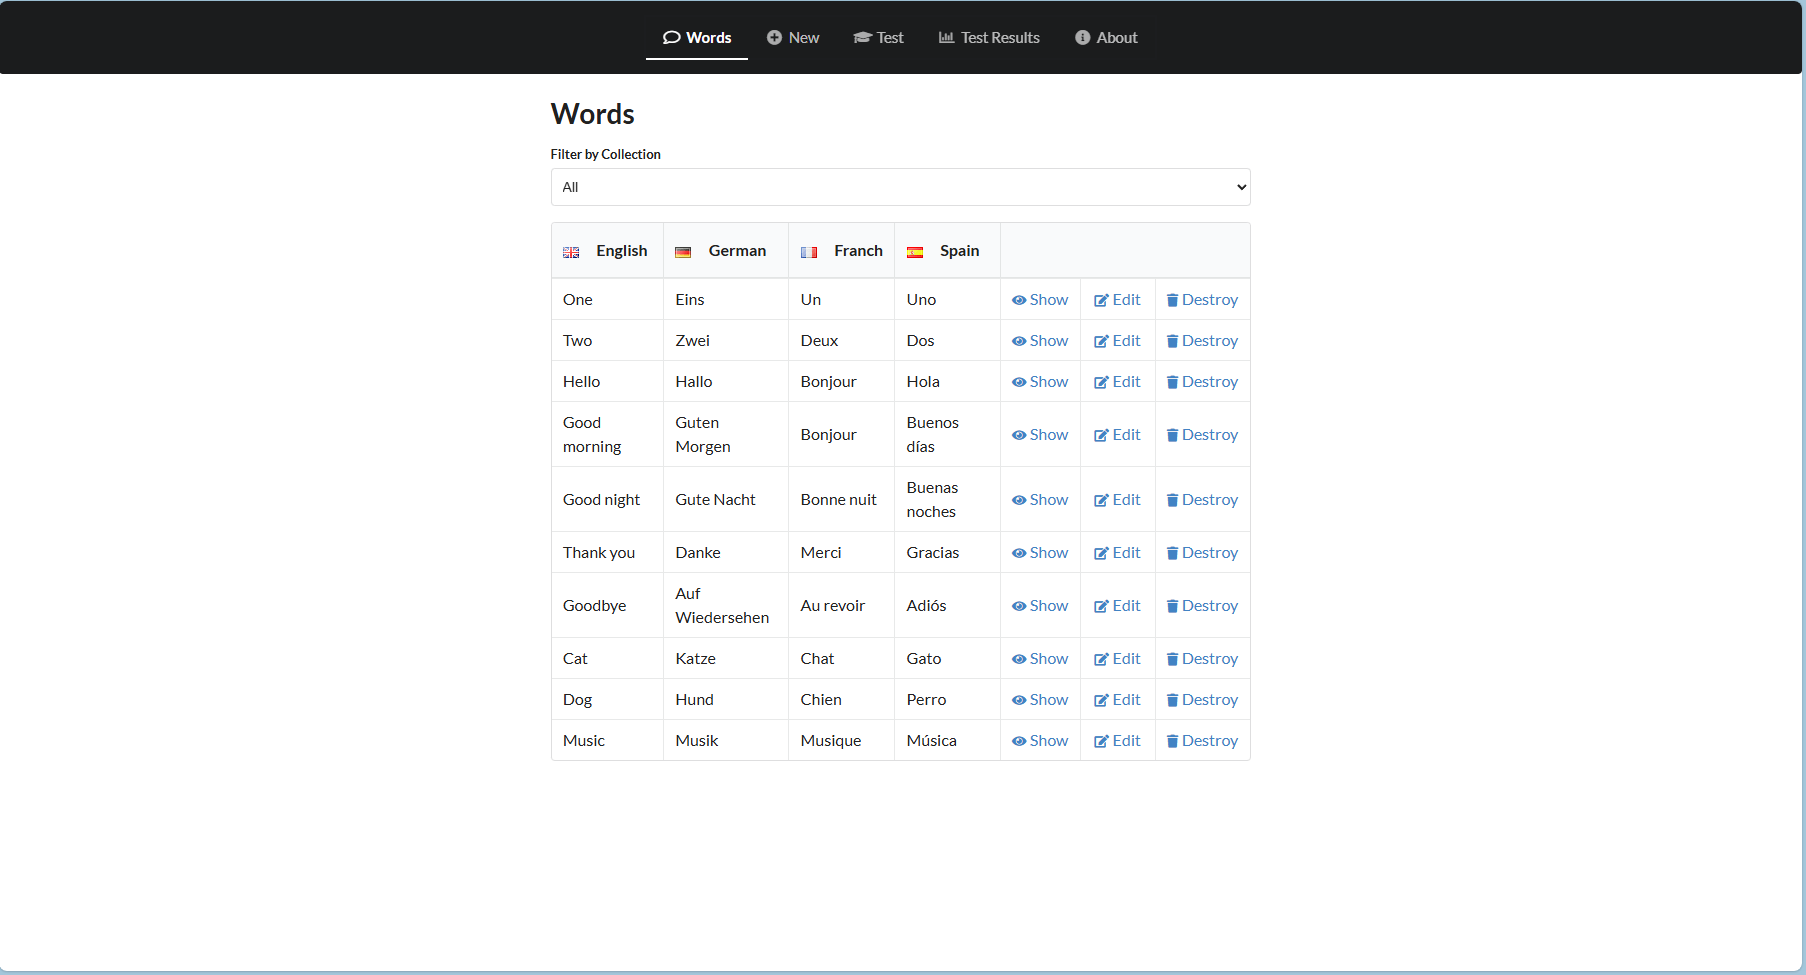 Words New Test Test Results About
Words
Filter by Collection
All
English German Franch Spain
One Eins Un Uno Show Edit Destroy
Two Zwei Deux Dos Show Edit Destroy
Hello Hallo Bonjour Hola Show Edit Destroy
Good morning Guten Morgen Bonjour Buenos días Show Edit Destroy
Good night Gute Nacht Bonne nuit Buenas noches Show Edit Destroy
Thank you Danke Merci Gracias Show Edit Destroy
Goodbye Auf Wiedersehen Au revoir Adiós Show Edit Destroy
Cat Katze Chat Gato Show Edit Destroy
Dog Hund Chien Perro Show Edit Destroy
Music Musik Musique Música Show Edit Destroy